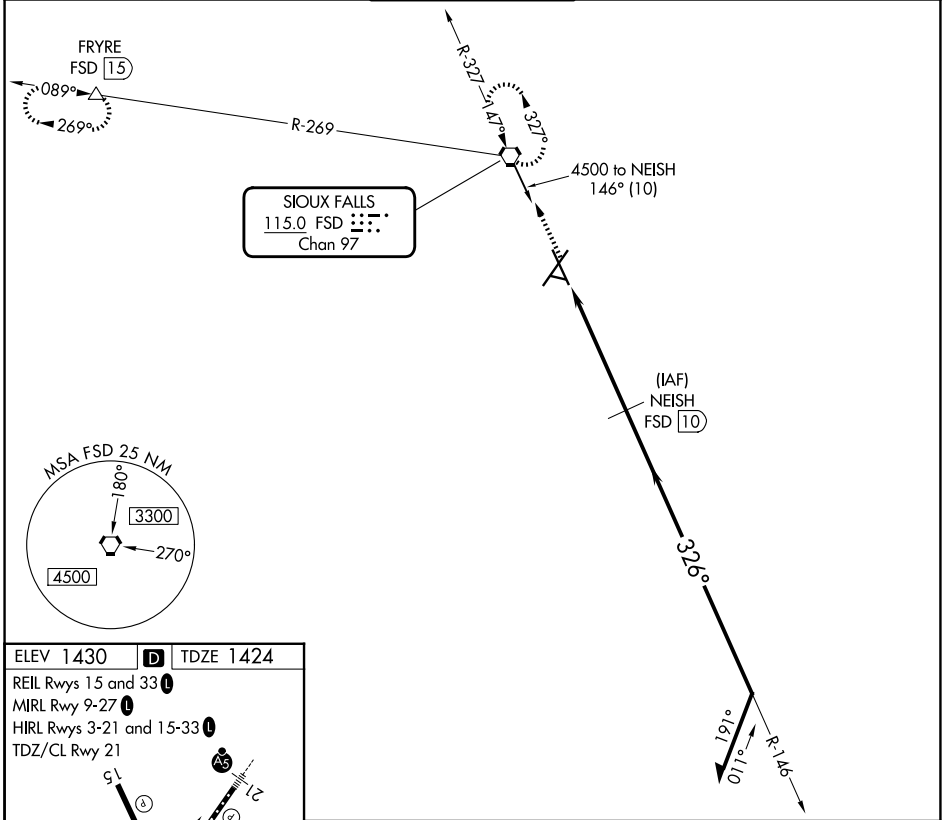 FRYRE
FSD 15
089°
269°
R-269
R-327
147°
327°
4500 to NEISH
146° (10)
SIOUX FALLS
115.0 FSD
Chan 97
(IAF)
NEISH
FSD 10
326°
191°
011°
R-146
MSA FSD 25 NM
180°
3300
270°
4500
ELEV 1430 D TDZE 1424
REIL Rwys 15 and 33 L
MIRL Rwy 9-27 L
HIRL Rwys 3-21 and 15-33 L
TDZ/CL Rwy 21
15
P
A5
21
P